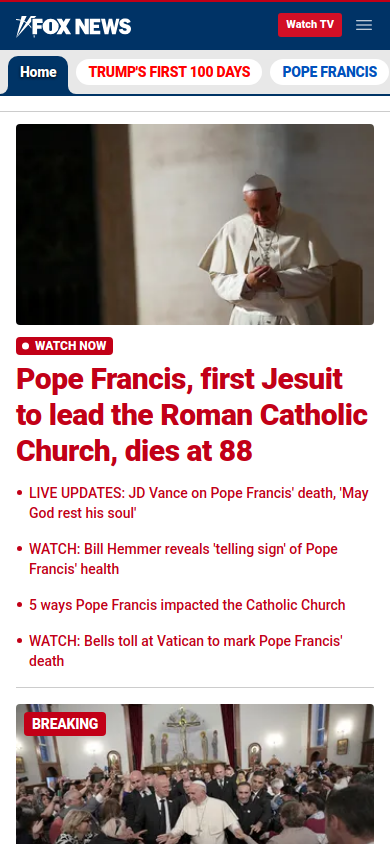 FOX NEWS
Watch TV
Home
TRUMP'S FIRST 100 DAYS
POPE FRANCIS
WATCH NOW
Pope Francis, first Jesuit
to lead the Roman Catholic
Church, dies at 88
LIVE UPDATES: JD Vance on Pope Francis' death, 'May
God rest his soul'
WATCH: Bill Hemmer reveals 'telling sign' of Pope
Francis' health
5 ways Pope Francis impacted the Catholic Church
WATCH: Bells toll at Vatican to mark Pope Francis'
death
BREAKING